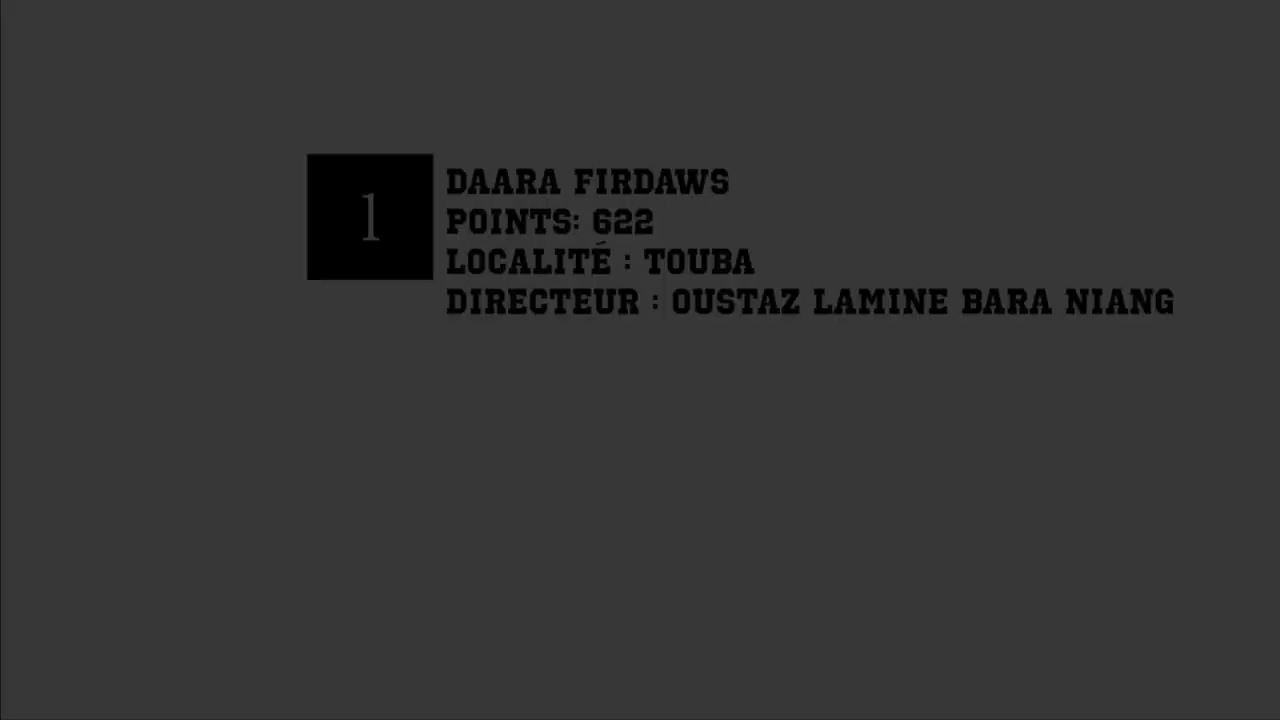 1
DAARA FIRDAWS
POINTS: 622
LOCALITÉ : TOUBA
DIRECTEUR : OUSTAZ LAMINE BARA NIANG